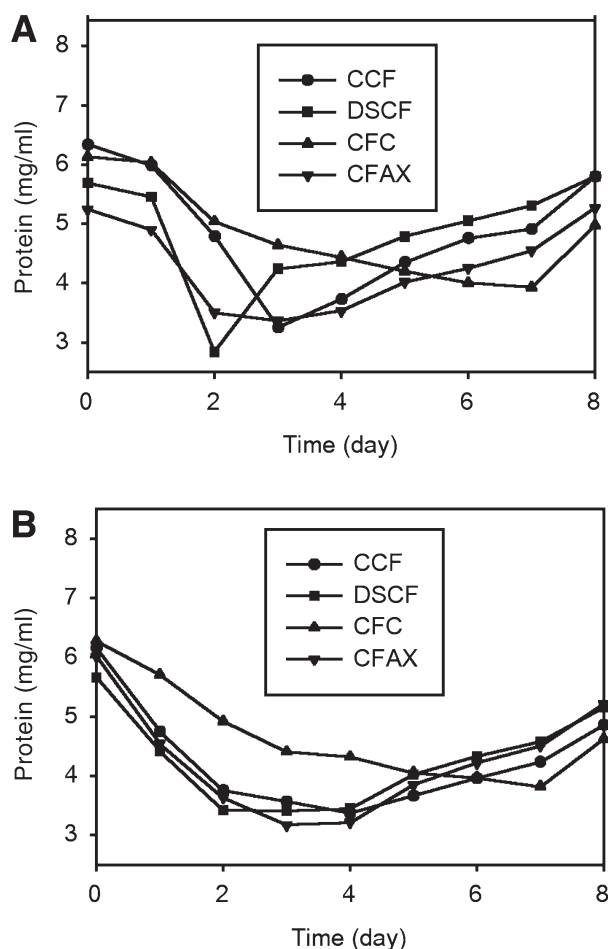 A
8
7
6
5
4
3
Protein (mg/ml)
CCF
DSCF
CFC
CFAX
0 2 4 6 8
Time (day)
B
8
7
6
5
4
3
Protein (mg/ml)
CCF
DSCF
CFC
CFAX
0 2 4 6 8
Time (day)